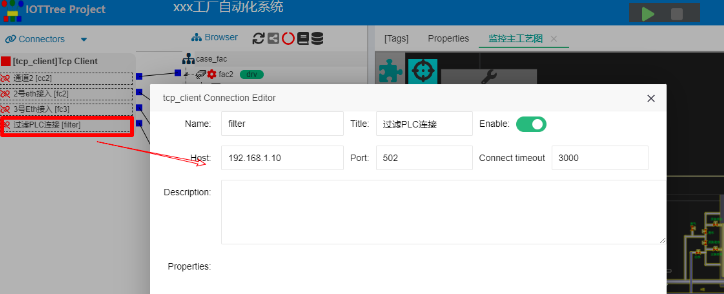 IOTTree Project
xxx工厂自动化系统
Connectors
Browser
[Tags]
Properties
监控主工艺图
[tcp_client]Tcp Client
通道2 [cc2]
2号eth接入 [fc2]
3号Eth接入 [fc3]
过滤PLC连接 [filter]
case_fac
fac2
drv
tcp_client Connection Editor
Name: filter Title: 过滤PLC连接 Enable:
Host: 192.168.1.10 Port: 502 Connect timeout 3000
Description:
Properties: